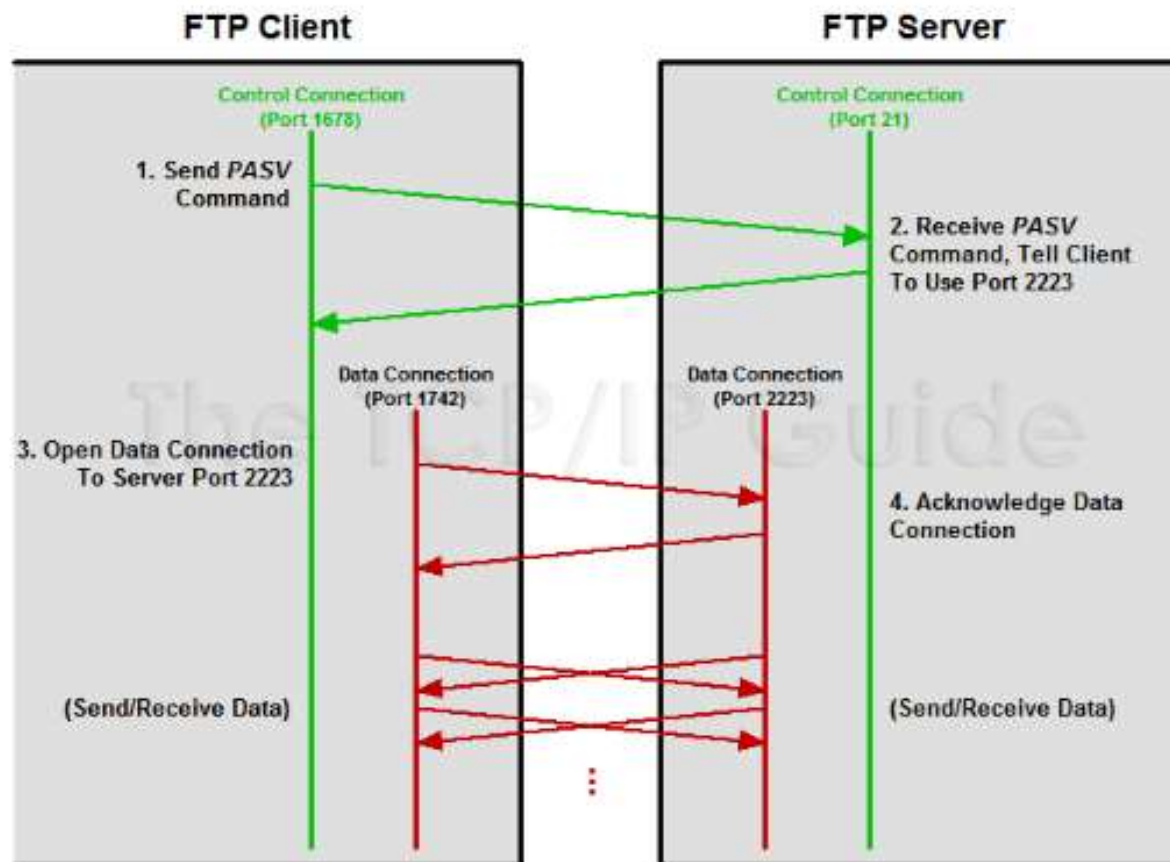 FTP Client
FTP Server
Control Connection
(Port 1678)
Control Connection
(Port 21)
1. Send PASV
Command
2. Receive PASV
Command, Tell Client
To Use Port 2223
Data Connection
(Port 1742)
Data Connection
(Port 2223)
The TCP/IP Guide
3. Open Data Connection
To Server Port 2223
4. Acknowledge Data
Connection
(Send/Receive Data)
(Send/Receive Data)